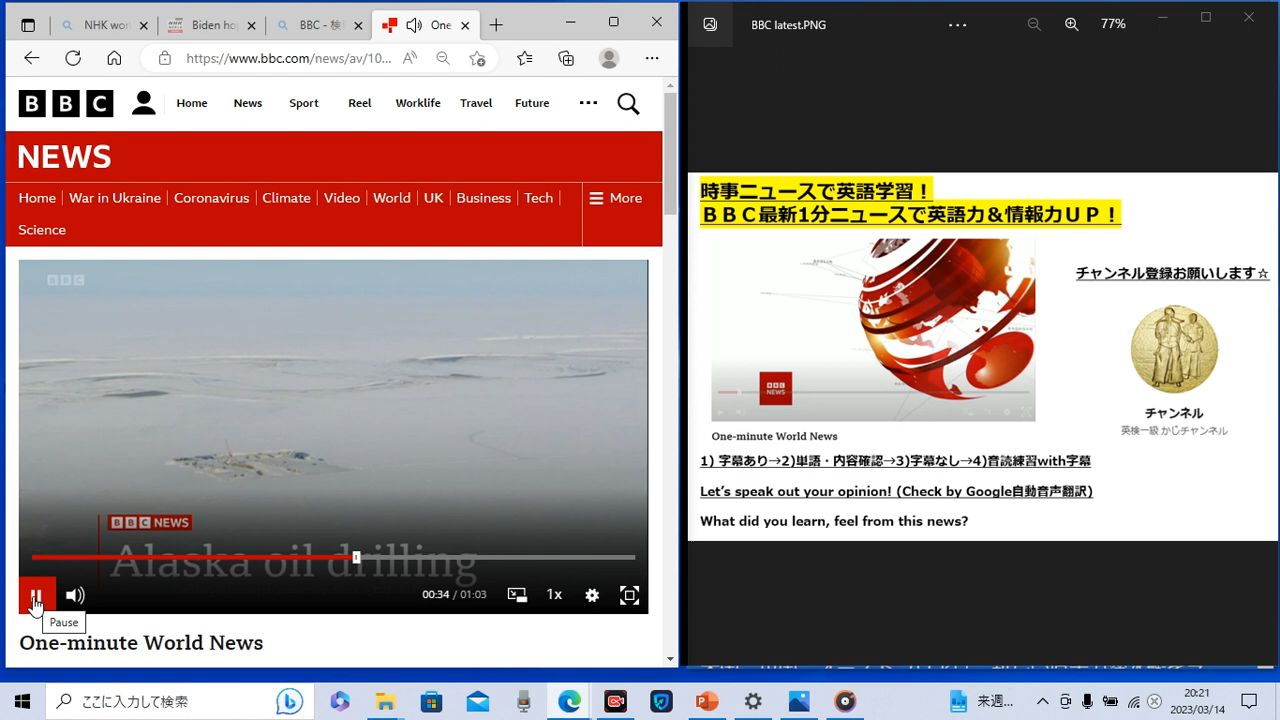 NHK wor
Biden ho
BBC - 検
One
https://www.bbc.com/news/av/10...
BBC
Home
News
Sport
Reel
Worklife
Travel
Future
NEWS
Home
War in Ukraine
Coronavirus
Climate
Video
World
UK
Business
Tech
More
Science
BBC
BBC NEWS
Alaska oil drilling
00:34 / 01:03
1x
Pause
One-minute World News
BBC latest.PNG
77%
時事ニュースで英語学習！
ＢＢＣ最新1分ニュースで英語力＆情報力ＵＰ！
チャンネル登録お願いします☆
BBC
NEWS
One-minute World News
チャンネル
英検一級 かじチャンネル
1) 字幕あり→2)単語・内容確認→3)字幕なし→4)音読練習with字幕
Let's speak out your opinion! (Check by Google自動音声翻訳)
What did you learn, feel from this news?
ここに入力して検索
来週...
20:21
2023/03/14